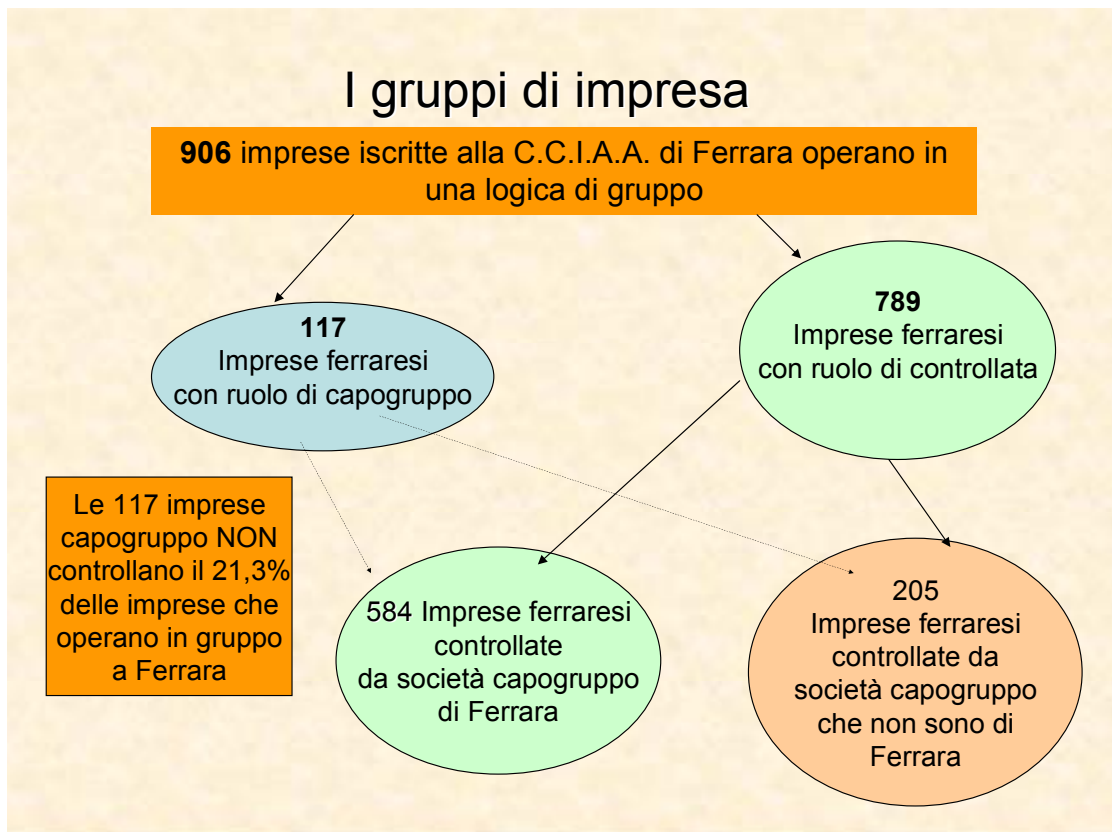 I gruppi di impresa
906 imprese iscritte alla C.C.I.A.A. di Ferrara operano in
una logica di gruppo
117
Imprese ferraresi
con ruolo di capogruppo
789
Imprese ferraresi
con ruolo di controllata
Le 117 imprese
capogruppo NON
controllano il 21,3%
delle imprese che
operano in gruppo
a Ferrara
584 Imprese ferraresi
controllate
da società capogruppo
di Ferrara
205
Imprese ferraresi
controllate da
società capogruppo
che non sono di
Ferrara